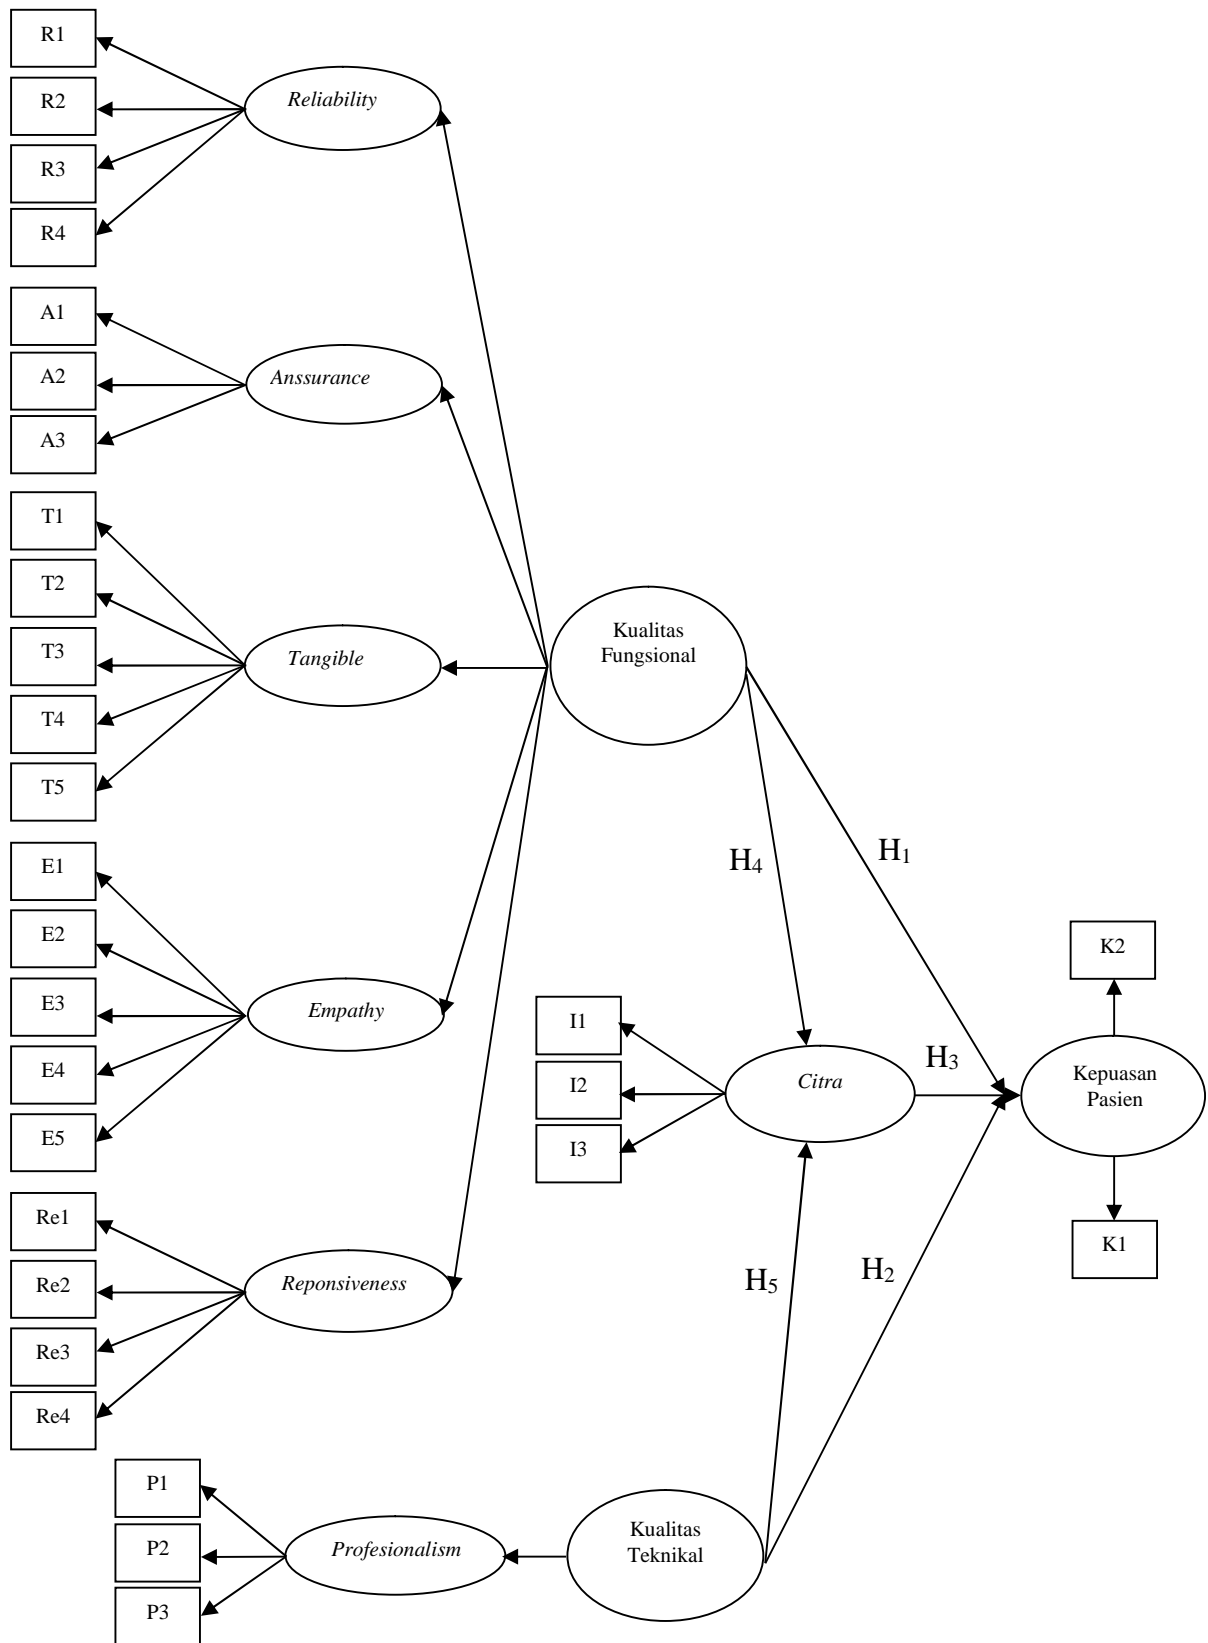 R1
R2
R3
R4
Reliability
A1
A2
A3
Anssurance
T1
T2
T3
T4
T5
Tangible
Kualitas
Fungsional
E1
E2
E3
E4
E5
Empathy
H4
H1
I1
I2
I3
Citra
H3
K2
Kepuasan
Pasien
K1
Re1
Re2
Re3
Re4
Reponsiveness
H5
H2
P1
P2
P3
Profesionalism
Kualitas
Teknikal